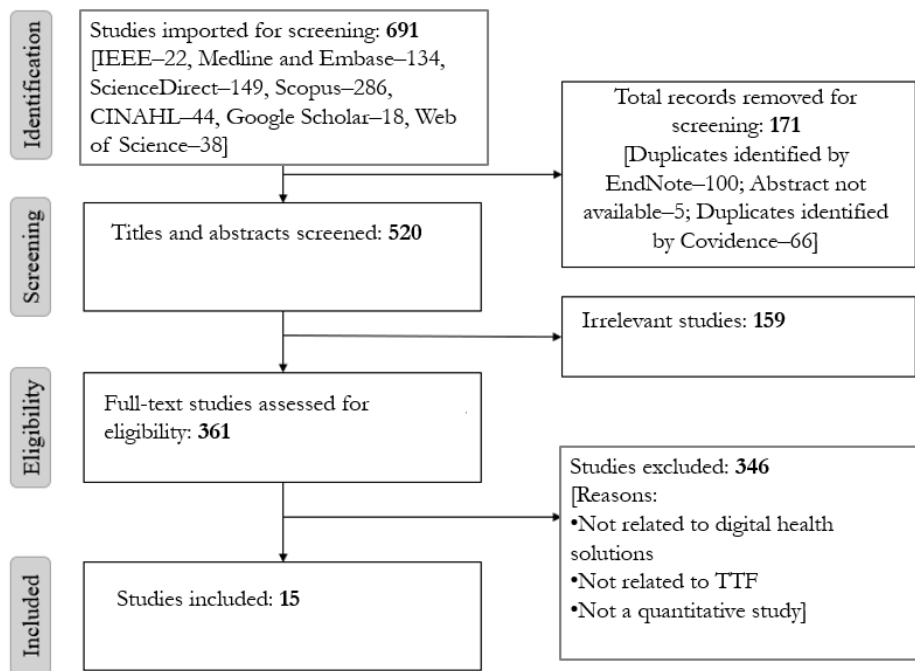 Identification
Studies imported for screening: 691
[IEEE–22, Medline and Embase–134,
ScienceDirect–149, Scopus–286,
CINAHL–44, Google Scholar–18, Web
of Science–38]
Total records removed for
screening: 171
[Duplicates identified by
EndNote–100; Abstract not
available–5; Duplicates identified
by Covidence–66]
Screening
Titles and abstracts screened: 520
Irrelevant studies: 159
Eligibility
Full-text studies assessed for
eligibility: 361
Studies excluded: 346
[Reasons:
•Not related to digital health
solutions
•Not related to TTF
•Not a quantitative study]
Included
Studies included: 15